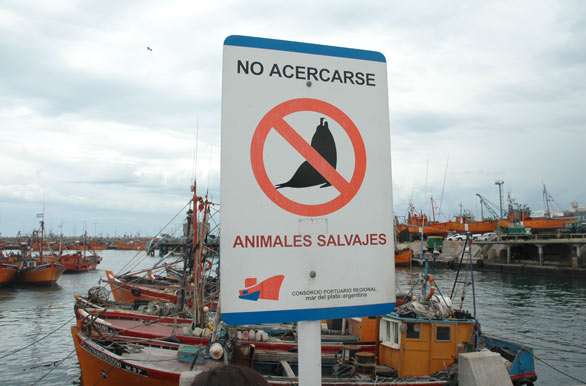 NO ACERCARSE
ANIMALES SALVAJES
CONSORCIO PORTUARIO REGIONAL
mar del plata-argentina